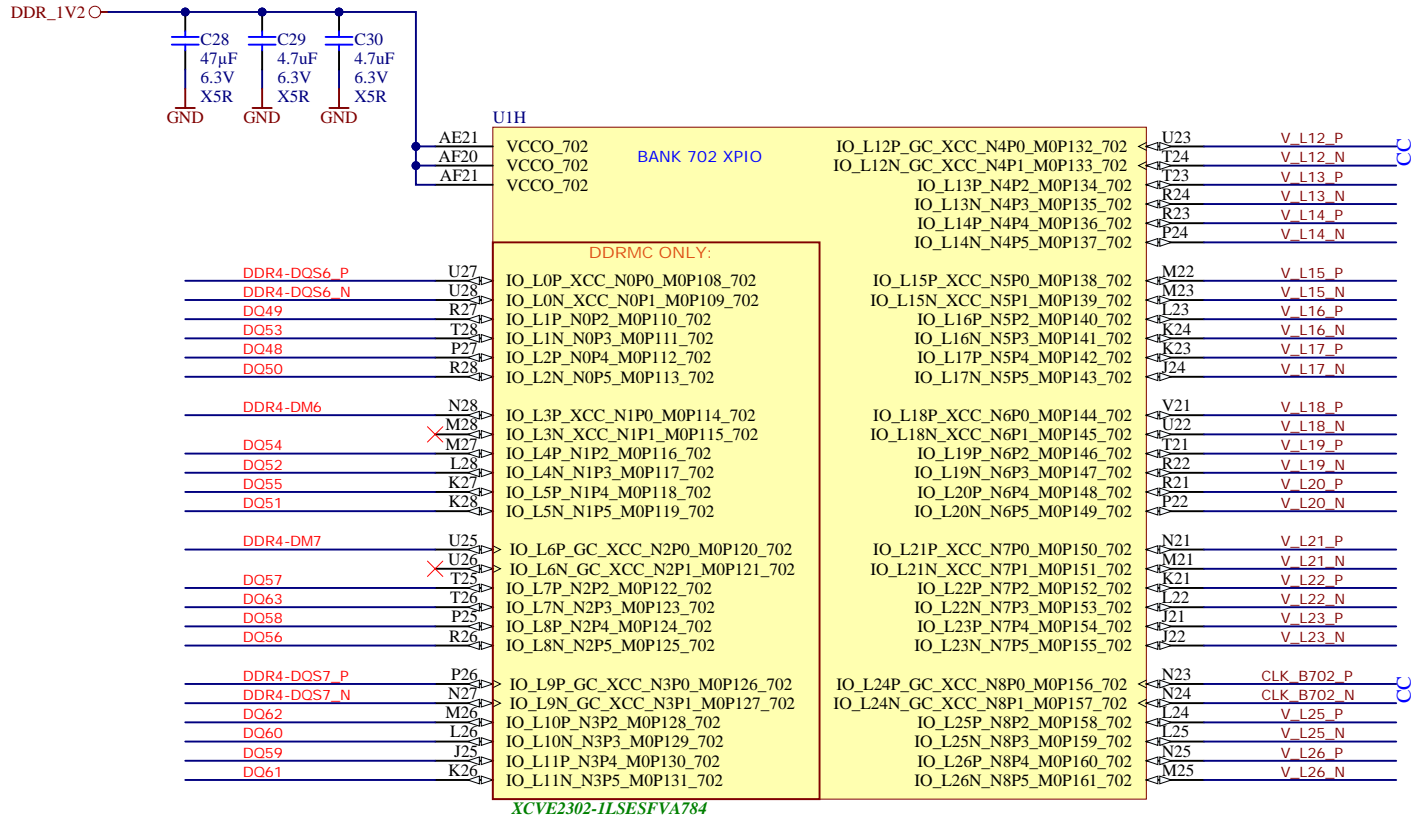 DDR_1V2
C28
47µF
6.3V
X5R
GND
C29
4.7uF
6.3V
X5R
GND
C30
4.7uF
6.3V
X5R
GND
U1H
BANK 702 XPIO
AE21 VCCO_702
AF20 VCCO_702
AF21 VCCO_702
DDRMC ONLY:
DDR4-DQS6_P U27 IO_L0P_XCC_N0P0_M0P108_702
DDR4-DQS6_N U28 IO_L0N_XCC_N0P1_M0P109_702
DQ49 R27 IO_L1P_N0P2_M0P110_702
DQ53 T28 IO_L1N_N0P3_M0P111_702
DQ48 P27 IO_L2P_N0P4_M0P112_702
DQ50 R28 IO_L2N_N0P5_M0P113_702
DDR4-DM6 N28 IO_L3P_XCC_N1P0_M0P114_702
M28 IO_L3N_XCC_N1P1_M0P115_702
DQ54 M27 IO_L4P_N1P2_M0P116_702
DQ52 L28 IO_L4N_N1P3_M0P117_702
DQ55 K27 IO_L5P_N1P4_M0P118_702
DQ51 K28 IO_L5N_N1P5_M0P119_702
DDR4-DM7 U25 IO_L6P_GC_XCC_N2P0_M0P120_702
U26 IO_L6N_GC_XCC_N2P1_M0P121_702
DQ57 T25 IO_L7P_N2P2_M0P122_702
DQ63 T26 IO_L7N_N2P3_M0P123_702
DQ58 P25 IO_L8P_N2P4_M0P124_702
DQ56 R26 IO_L8N_N2P5_M0P125_702
DDR4-DQS7_P P26 IO_L9P_GC_XCC_N3P0_M0P126_702
DDR4-DQS7_N N27 IO_L9N_GC_XCC_N3P1_M0P127_702
DQ62 M26 IO_L10P_N3P2_M0P128_702
DQ60 L26 IO_L10N_N3P3_M0P129_702
DQ59 J25 IO_L11P_N3P4_M0P130_702
DQ61 K26 IO_L11N_N3P5_M0P131_702
IO_L12P_GC_XCC_N4P0_M0P132_702 U23 V_L12_P
IO_L12N_GC_XCC_N4P1_M0P133_702 T24 V_L12_N
CC
IO_L13P_N4P2_M0P134_702 T23 V_L13_P
IO_L13N_N4P3_M0P135_702 R24 V_L13_N
IO_L14P_N4P4_M0P136_702 R23 V_L14_P
IO_L14N_N4P5_M0P137_702 P24 V_L14_N
IO_L15P_XCC_N5P0_M0P138_702 M22 V_L15_P
IO_L15N_XCC_N5P1_M0P139_702 M23 V_L15_N
IO_L16P_N5P2_M0P140_702 L23 V_L16_P
IO_L16N_N5P3_M0P141_702 K24 V_L16_N
IO_L17P_N5P4_M0P142_702 K23 V_L17_P
IO_L17N_N5P5_M0P143_702 J24 V_L17_N
IO_L18P_XCC_N6P0_M0P144_702 V21 V_L18_P
IO_L18N_XCC_N6P1_M0P145_702 U22 V_L18_N
IO_L19P_N6P2_M0P146_702 T21 V_L19_P
IO_L19N_N6P3_M0P147_702 R22 V_L19_N
IO_L20P_N6P4_M0P148_702 R21 V_L20_P
IO_L20N_N6P5_M0P149_702 P22 V_L20_N
IO_L21P_XCC_N7P0_M0P150_702 N21 V_L21_P
IO_L21N_XCC_N7P1_M0P151_702 M21 V_L21_N
IO_L22P_N7P2_M0P152_702 K21 V_L22_P
IO_L22N_N7P3_M0P153_702 L22 V_L22_N
IO_L23P_N7P4_M0P154_702 J21 V_L23_P
IO_L23N_N7P5_M0P155_702 J22 V_L23_N
IO_L24P_GC_XCC_N8P0_M0P156_702 N23 CLK_B702_P
IO_L24N_GC_XCC_N8P1_M0P157_702 N24 CLK_B702_N
CC
IO_L25P_N8P2_M0P158_702 L24 V_L25_P
IO_L25N_N8P3_M0P159_702 L25 V_L25_N
IO_L26P_N8P4_M0P160_702 N25 V_L26_P
IO_L26N_N8P5_M0P161_702 M25 V_L26_N
XCVE2302-1LSESFVA784